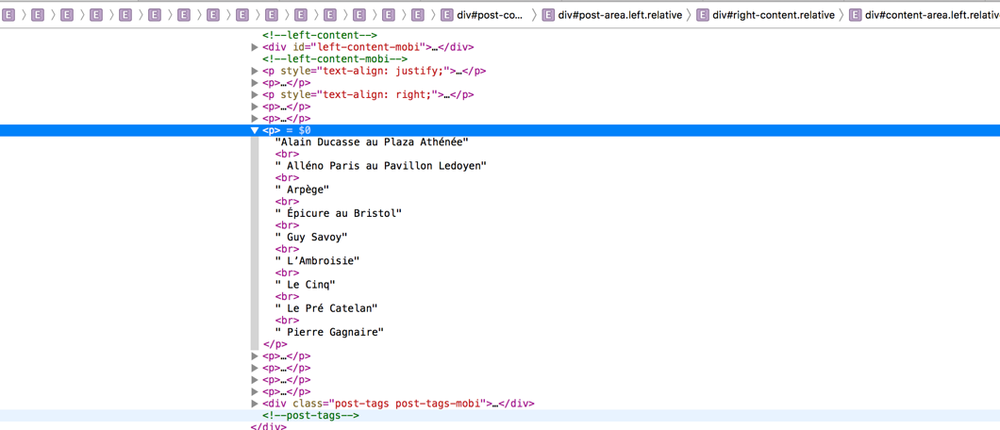 E E E E E E E E E E E E E E E E div#post-co... E div#post-area.left.relative E div#right-content.relative E div#content-area.left.relative
<!--left-content-->
<div id="left-content-mobi">…</div>
<!--left-content-mobi-->
<p style="text-align: justify;">…</p>
<p>…</p>
<p style="text-align: right;">…</p>
<p>…</p>
<p>…</p>
<p> = $0
"Alain Ducasse au Plaza Athénée"
<br>
" Alléno Paris au Pavillon Ledoyen"
<br>
" Arpège"
<br>
" Épicure au Bristol"
<br>
" Guy Savoy"
<br>
" L’Ambroisie"
<br>
" Le Cinq"
<br>
" Le Pré Catelan"
<br>
" Pierre Gagnaire"
</p>
<p>…</p>
<p>…</p>
<p>…</p>
<p>…</p>
<div class="post-tags post-tags-mobi">…</div>
<!--post-tags-->
</div>